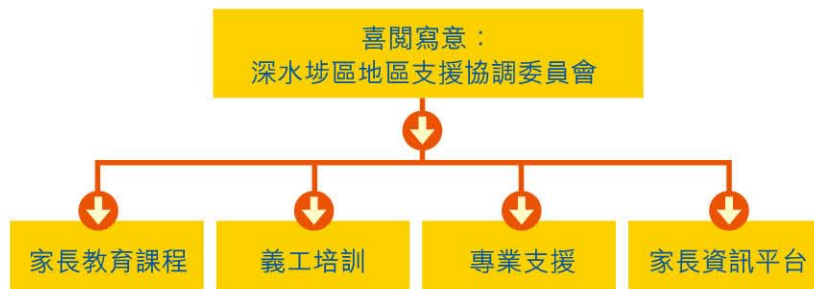 喜閲寫意：
深水埗區地區支援協調委員會
家長教育課程
義工培訓
專業支援
家長資訊平台